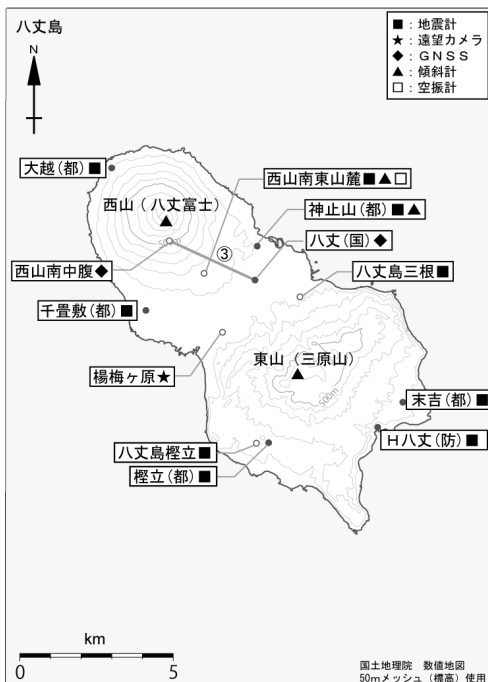 八丈島
N
■：地震計
★：遠望カメラ
◆：ＧＮＳＳ
▲：傾斜計
□：空振計
大越(都)■
西山南東山麓■▲□
西山（八丈富士）
神止山(都)■▲
③
八丈(国)◆
西山南中腹◆
八丈島三根■
千畳敷(都)■
東山（三原山）
楊梅ヶ原★
500m
末吉(都)■
八丈島樫立■
Ｈ八丈(防)■
樫立(都)■
km
0 5
国土地理院 数値地図
50mメッシュ（標高）使用